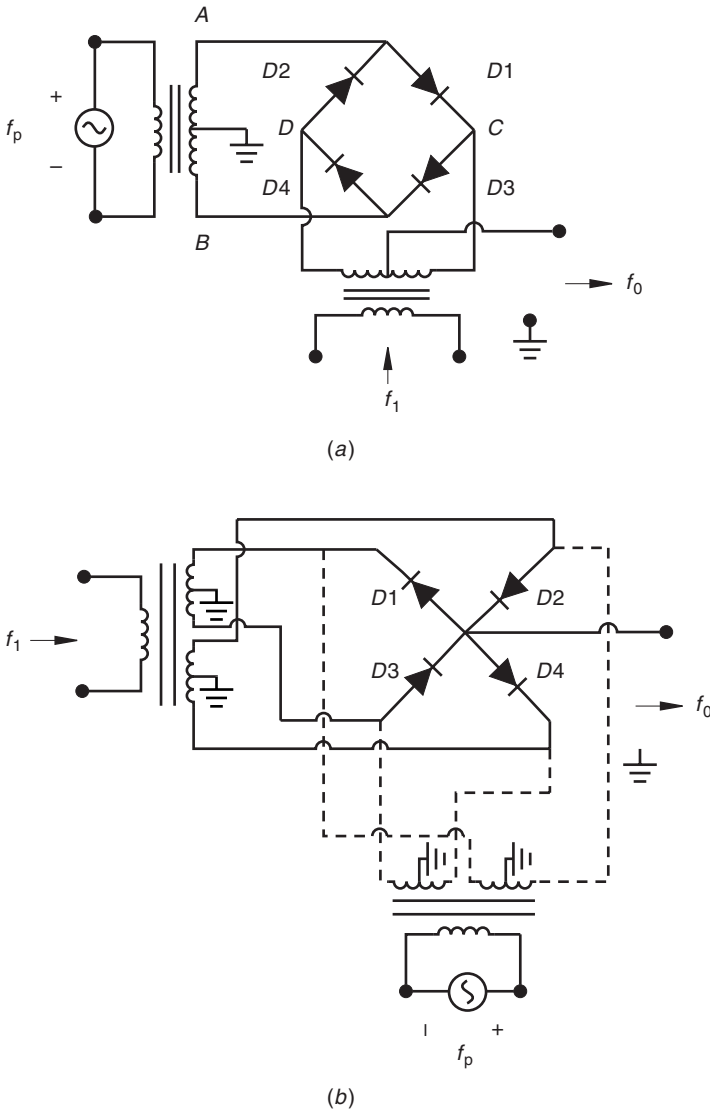 A
D2
D1
+
f_p
D
C
−
D4
D3
B
f_0
f_1
(a)
D1
D2
f_1
D3
D4
f_0
− +
f_p
(b)